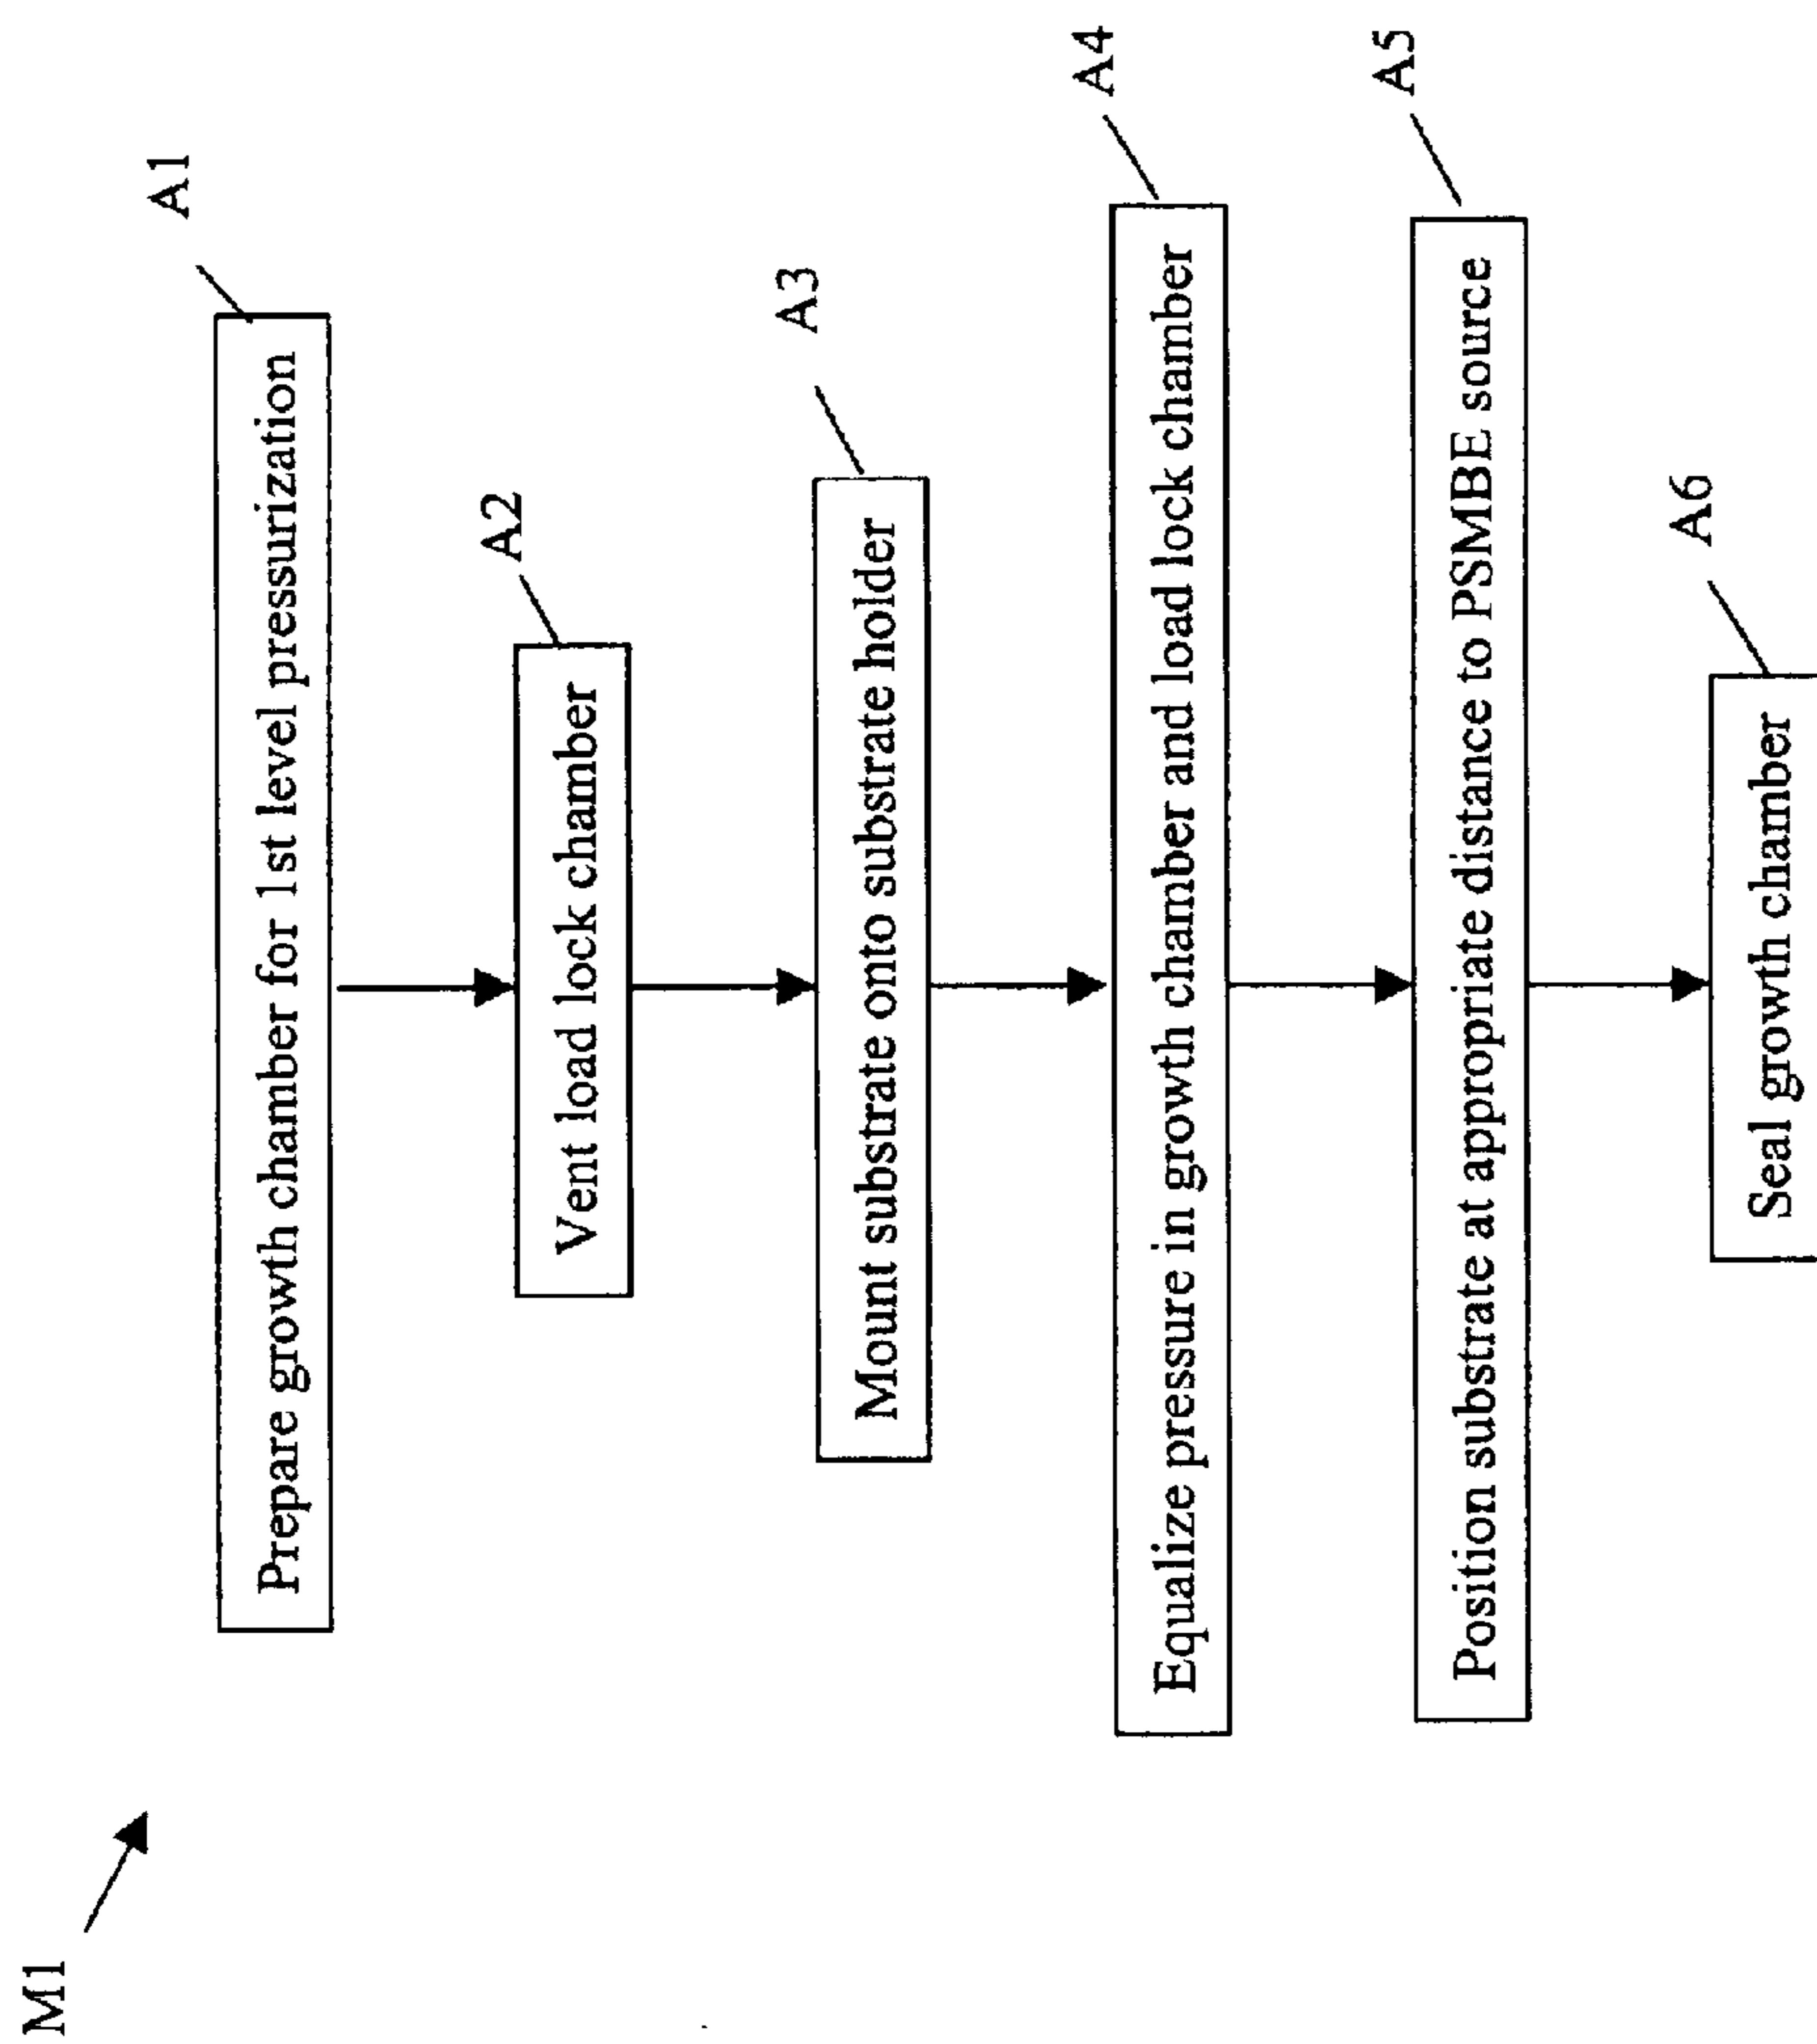 M1
Prepare growth chamber for 1st level pressurization
A1
Vent load lock chamber
A2
Mount substrate onto substrate holder
A3
Equalize pressure in growth chamber and load lock chamber
A4
Position substrate at appropriate distance to PSMBE source
A5
Seal growth chamber
A6